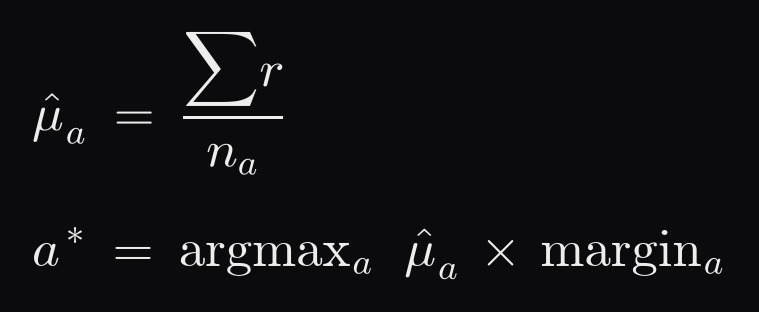 μ̂ₐ = ∑r / nₐ
a* = argmaxₐ μ̂ₐ × marginₐ